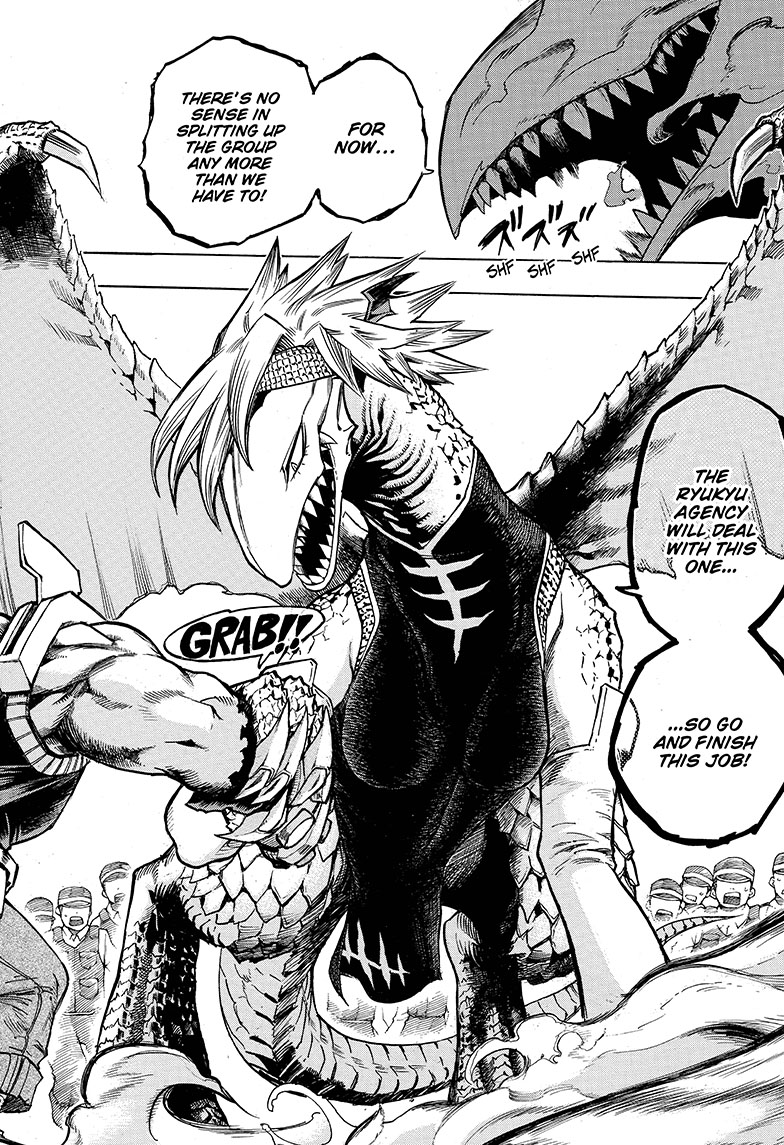 FOR
NOW...
THERE'S NO
SENSE IN
SPLITTING UP
THE GROUP
ANY MORE
THAN WE
HAVE TO!
ズズズ
SHF SHF SHF
THE
RYUKYU
AGENCY
WILL DEAL
WITH THIS
ONE...
GRAB!!
...SO GO
AND FINISH
THIS JOB!